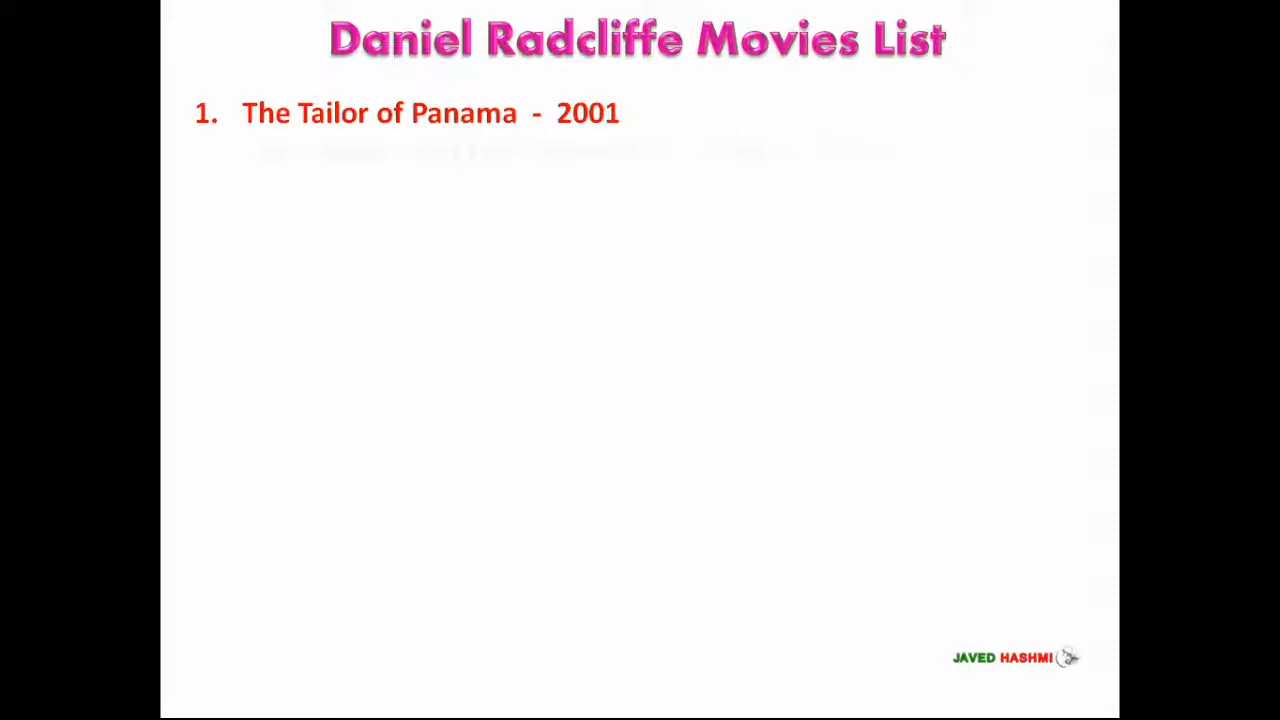 Daniel Radcliffe Movies List
1. The Tailor of Panama - 2001
JAVED HASHMI